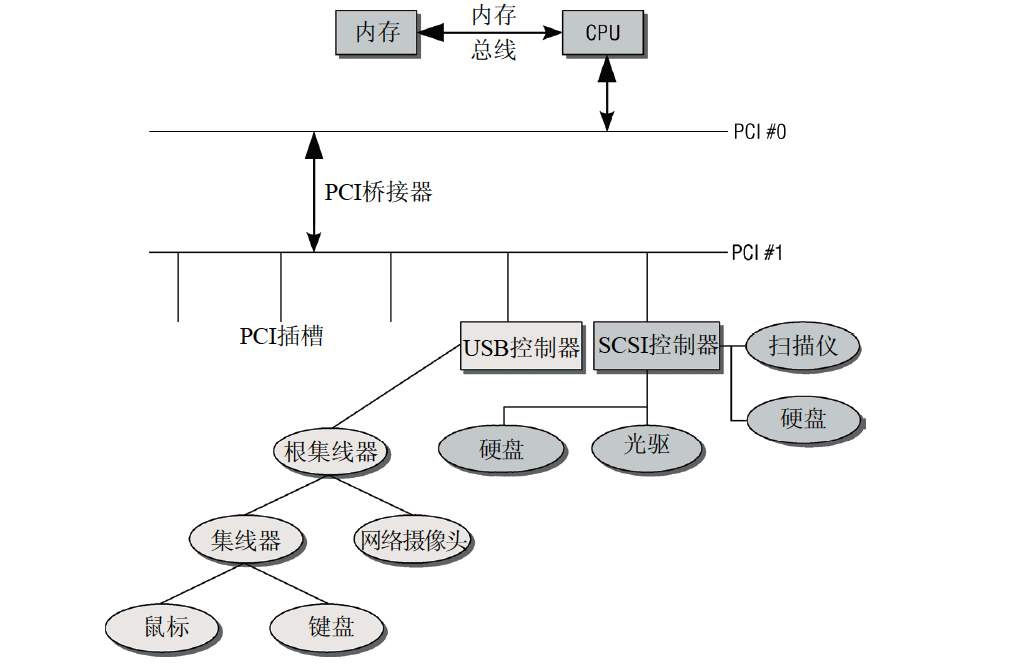 内存
内存
总线
CPU
PCI #0
PCI桥接器
PCI #1
PCI插槽
USB控制器
SCSI控制器
扫描仪
硬盘
硬盘
光驱
根集线器
集线器
网络摄像头
鼠标
键盘